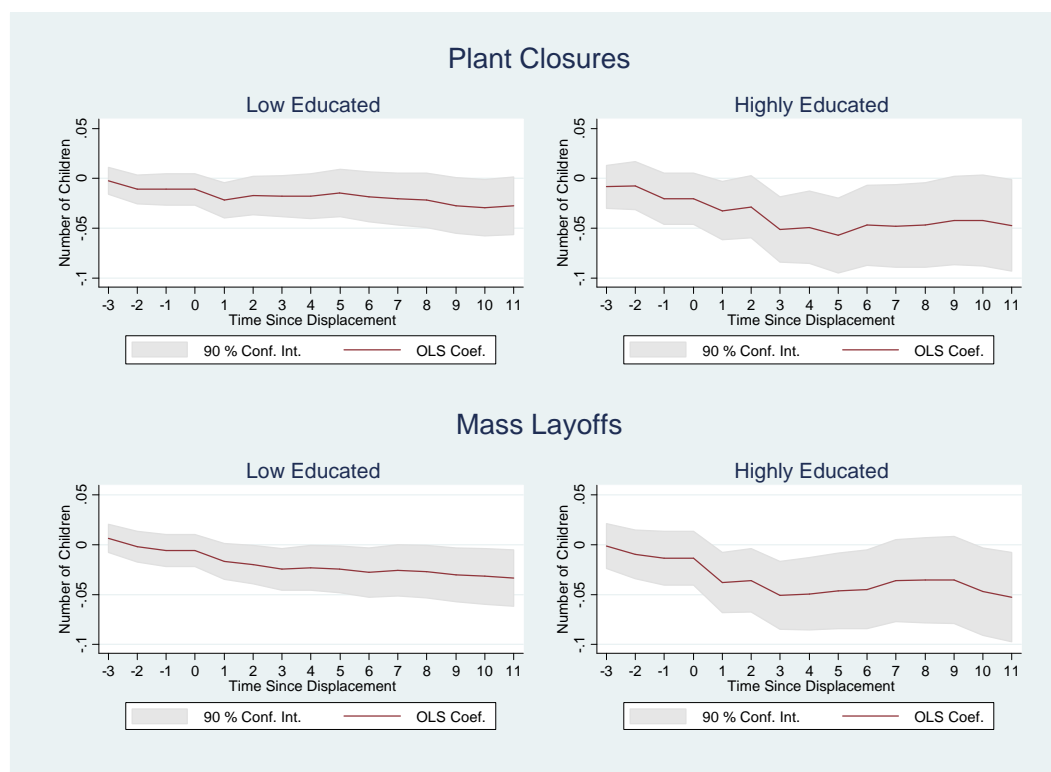 Plant Closures
Low Educated
Number of Children
.05
0
-.05
-.1
-3 -2 -1 0 1 2 3 4 5 6 7 8 9 10 11
Time Since Displacement
90 % Conf. Int. OLS Coef.
Highly Educated
Number of Children
.05
0
-.05
-.1
-3 -2 -1 0 1 2 3 4 5 6 7 8 9 10 11
Time Since Displacement
90 % Conf. Int. OLS Coef.
Mass Layoffs
Low Educated
Number of Children
.05
0
-.05
-.1
-3 -2 -1 0 1 2 3 4 5 6 7 8 9 10 11
Time Since Displacement
90 % Conf. Int. OLS Coef.
Highly Educated
Number of Children
.05
0
-.05
-.1
-3 -2 -1 0 1 2 3 4 5 6 7 8 9 10 11
Time Since Displacement
90 % Conf. Int. OLS Coef.